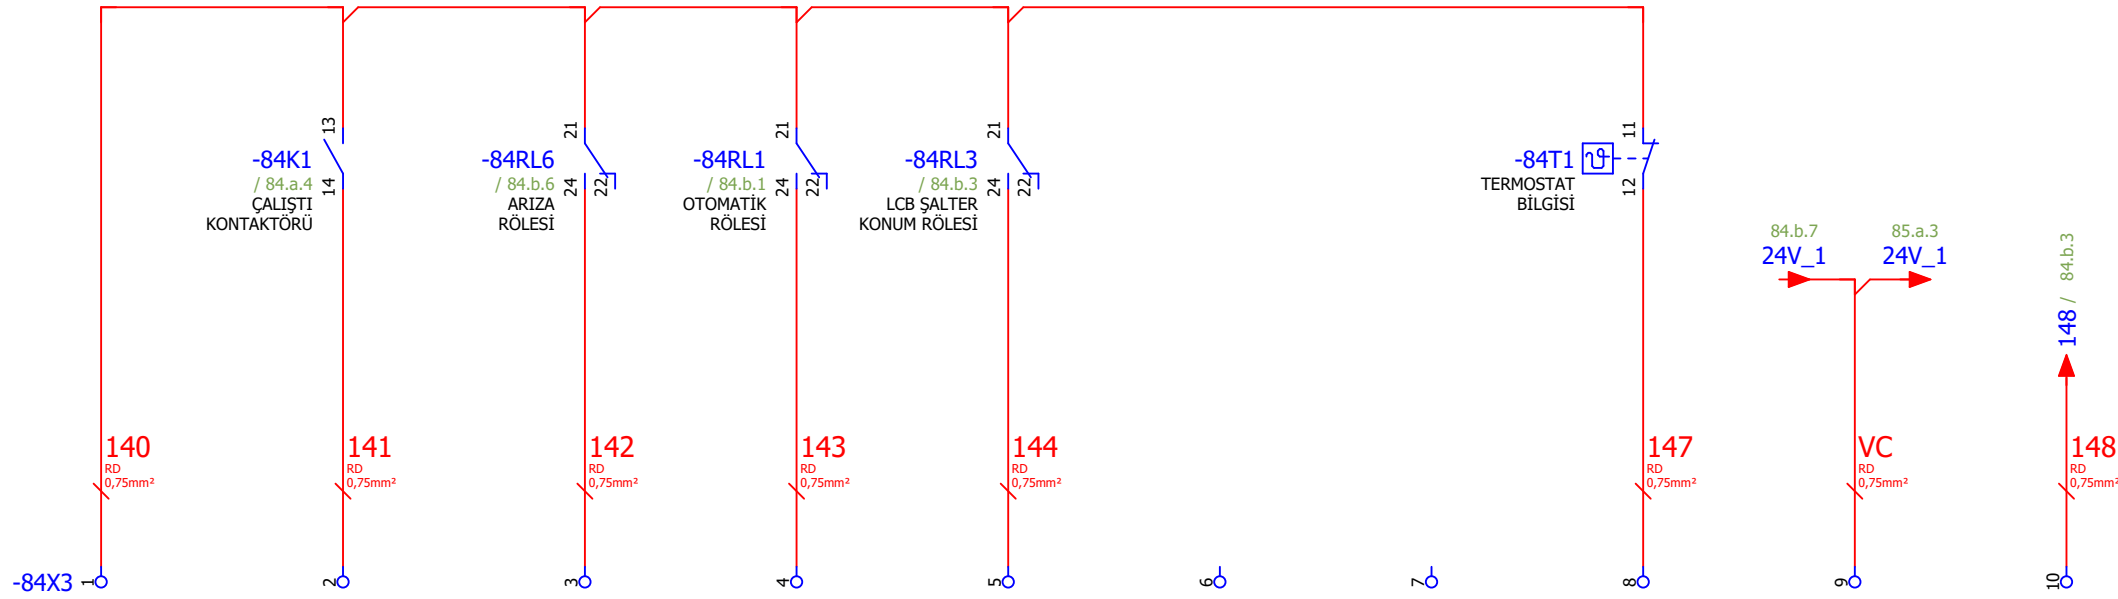 -84K1
/ 84.a.4
ÇALIŞTI
KONTAKTÖRÜ
13
14
-84RL6
/ 84.b.6
ARIZA
RÖLESİ
21
24
22
-84RL1
/ 84.b.1
OTOMATİK
RÖLESİ
21
24
22
-84RL3
/ 84.b.3
LCB ŞALTER
KONUM RÖLESİ
21
24
22
-84T1
TERMOSTAT
BİLGİSİ
11
12
84.b.7
24V_1
85.a.3
24V_1
148 / 84.b.3
140
RD
0,75mm²
141
RD
0,75mm²
142
RD
0,75mm²
143
RD
0,75mm²
144
RD
0,75mm²
147
RD
0,75mm²
VC
RD
0,75mm²
148
RD
0,75mm²
-84X3
1
2
3
4
5
6
7
8
9
10